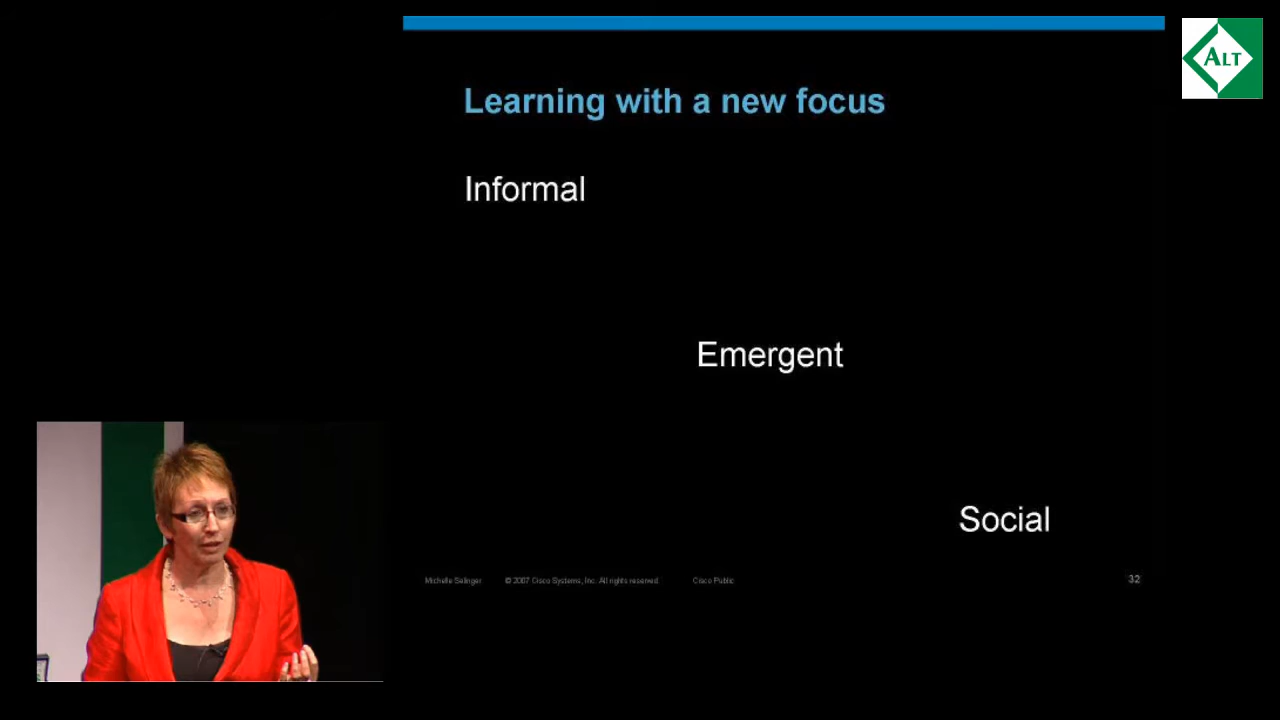 ALT
Learning with a new focus
Informal
Emergent
Social
Michelle Selinger © 2007 Cisco Systems, Inc. All rights reserved. Cisco Public 32